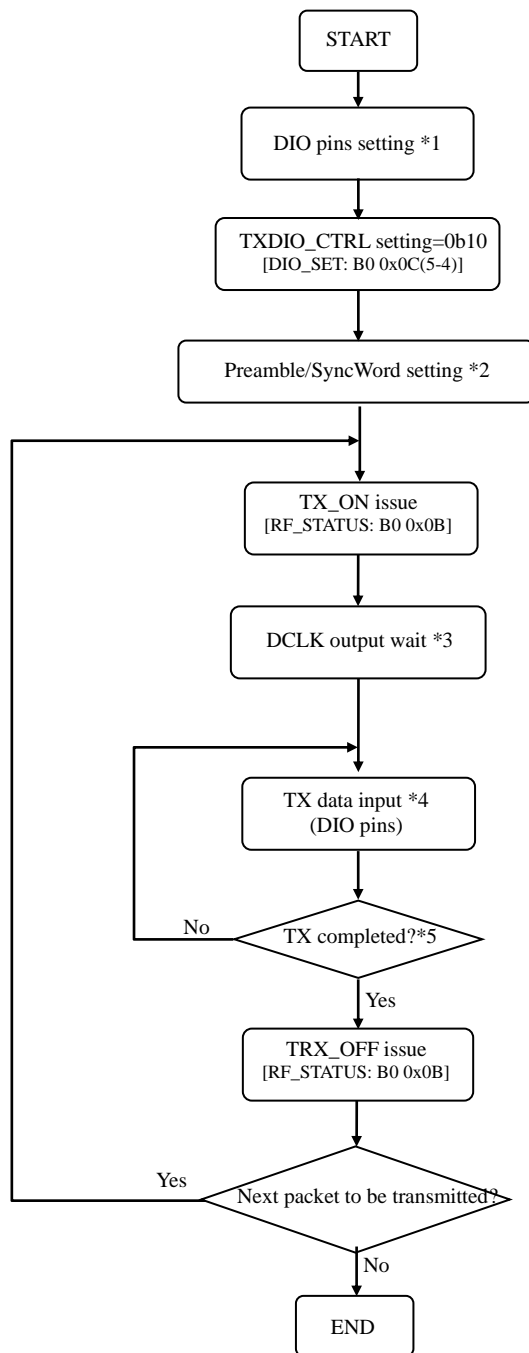 START
DIO pins setting *1
TXDIO_CTRL setting=0b10
[DIO_SET: B0 0x0C(5-4)]
Preamble/SyncWord setting *2
TX_ON issue
[RF_STATUS: B0 0x0B]
DCLK output wait *3
TX data input *4
(DIO pins)
No
TX completed?*5
Yes
TRX_OFF issue
[RF_STATUS: B0 0x0B]
Yes
Next packet to be transmitted?
No
END